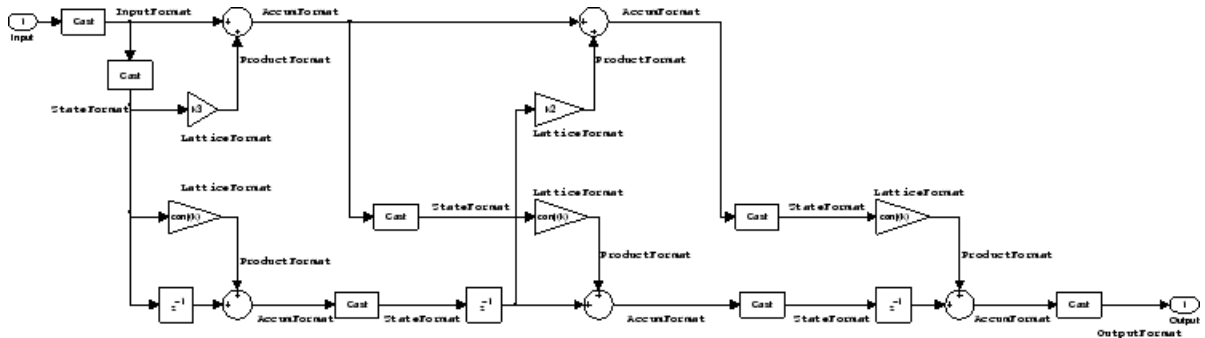 InputFormat AccumFormat AccumFormat
1 Cast
Input
ProductFormat ProductFormat
Cast
StateFormat k3 k2
LatticeFormat LatticeFormat
LatticeFormat LatticeFormat LatticeFormat
StateFormat StateFormat
conj(k) Cast conj(k) Cast conj(k)
ProductFormat ProductFormat ProductFormat
z-1 Cast z-1 Cast z-1 Cast 1
AccumFormat StateFormat AccumFormat StateFormat AccumFormat Output
OutputFormat